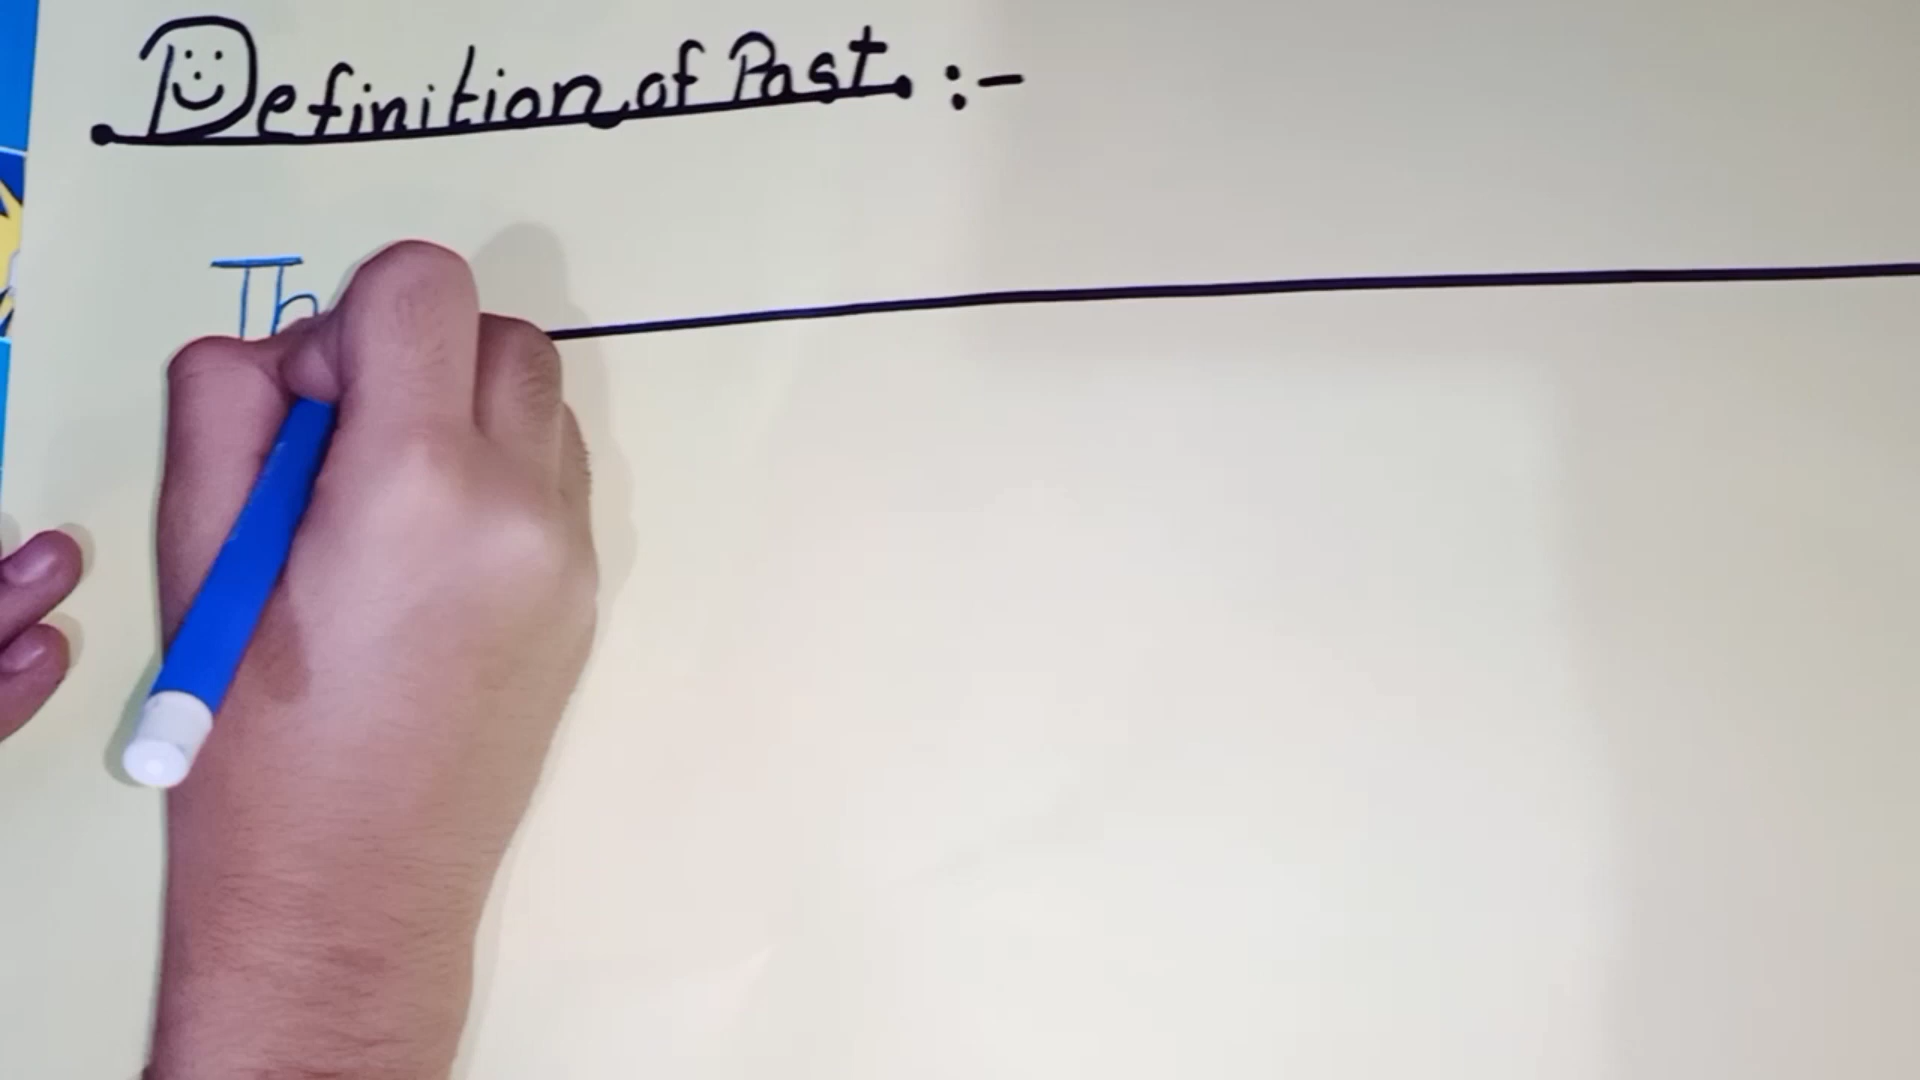 Definition of Past. :-
Th